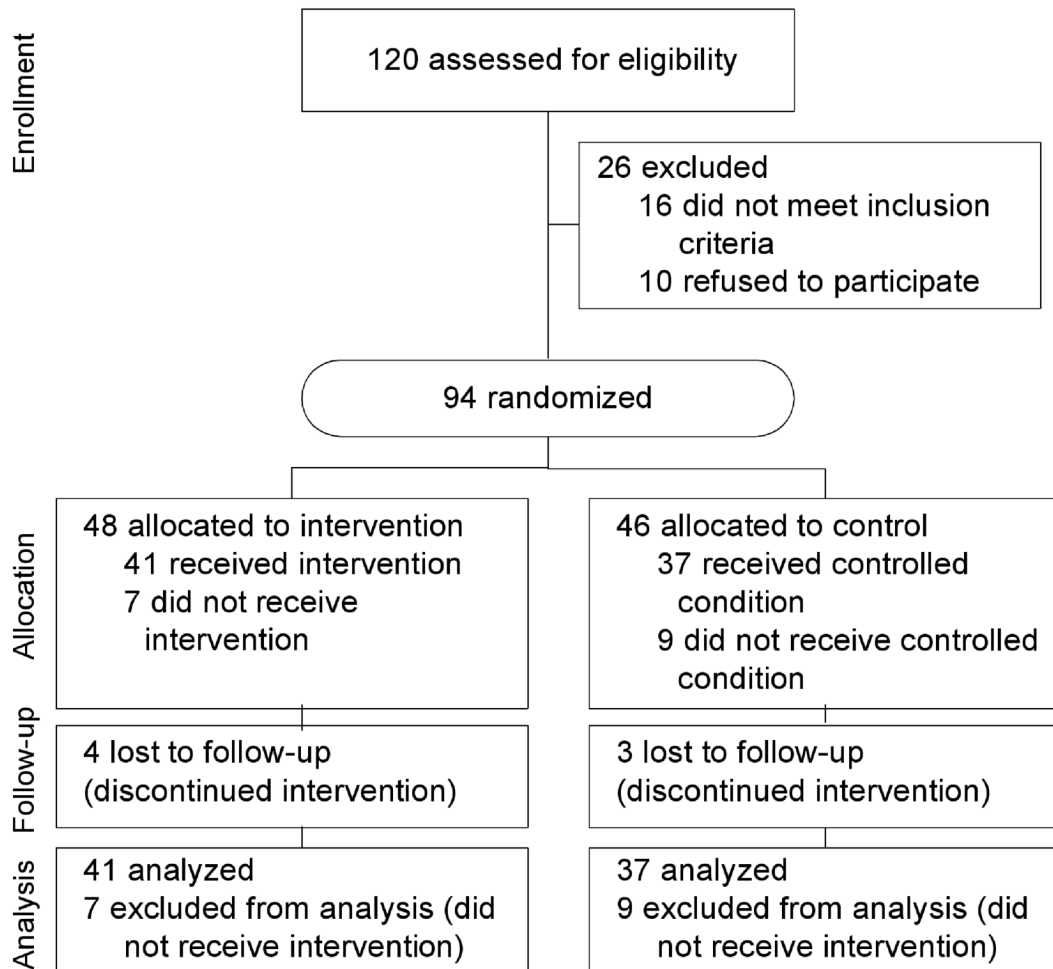 Enrollment
120 assessed for eligibility
26 excluded
16 did not meet inclusion
criteria
10 refused to participate
94 randomized
Allocation
48 allocated to intervention
41 received intervention
7 did not receive
intervention
46 allocated to control
37 received controlled
condition
9 did not receive controlled
condition
Follow-up
4 lost to follow-up
(discontinued intervention)
3 lost to follow-up
(discontinued intervention)
Analysis
41 analyzed
7 excluded from analysis (did
not receive intervention)
37 analyzed
9 excluded from analysis (did
not receive intervention)